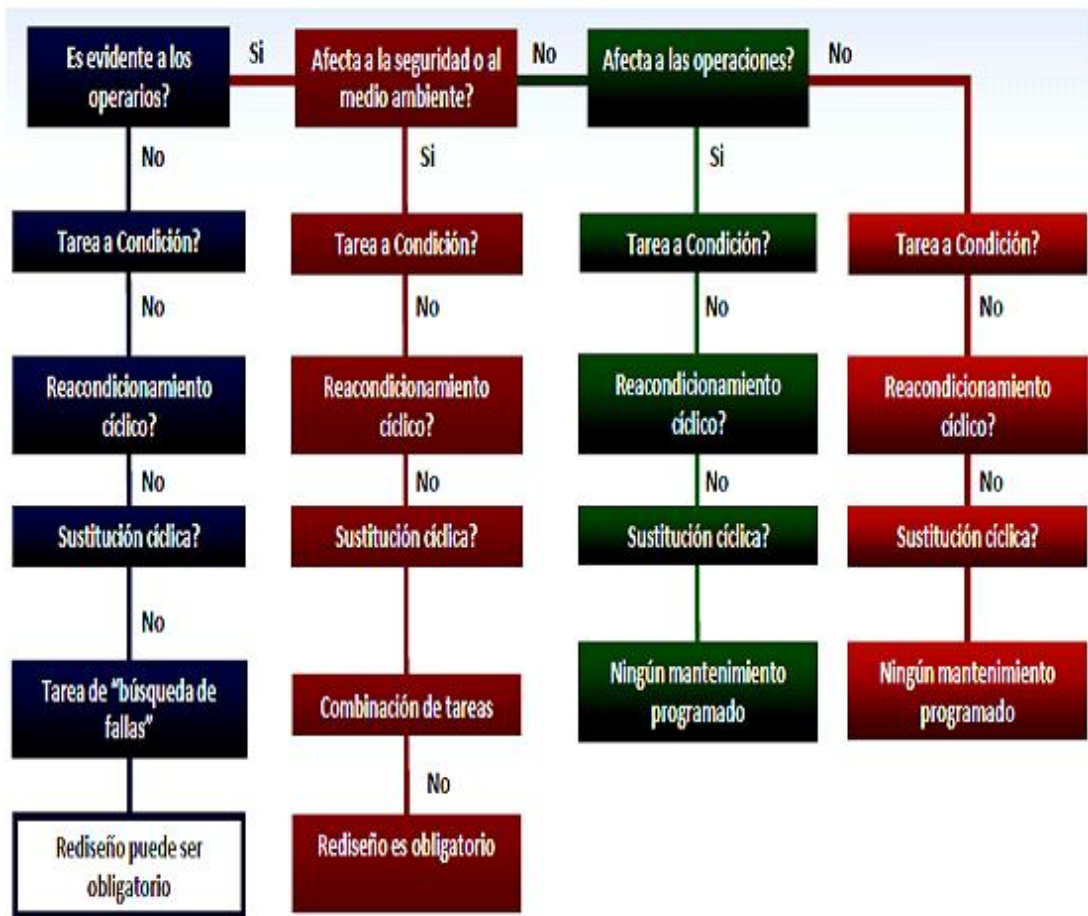 Es evidente a los
operarios?
Si
Afecta a la seguridad o al
medio ambiente?
No
Afecta a las operaciones?
No
No
Si
Si
Tarea a Condición?
Tarea a Condición?
Tarea a Condición?
Tarea a Condición?
No
No
No
No
Reacondicionamiento
cíclico?
Reacondicionamiento
cíclico?
Reacondicionamiento
cíclico?
Reacondicionamiento
cíclico?
No
No
No
No
Sustitución cíclica?
Sustitución cíclica?
Sustitución cíclica?
Sustitución cíclica?
No
Tarea de "búsqueda de
fallas"
Combinación de tareas
Ningún mantenimiento
programado
Ningún mantenimiento
programado
No
Rediseño puede ser
obligatorio
Rediseño es obligatorio